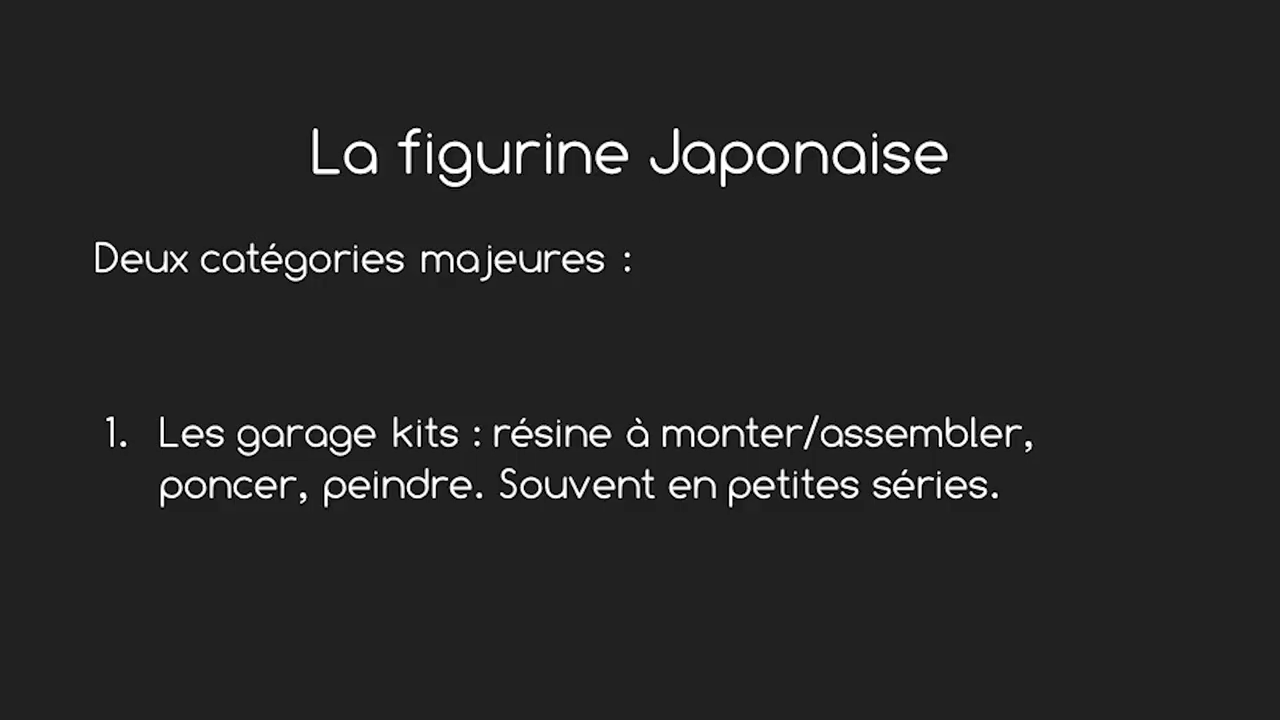 La figurine Japonaise
Deux catégories majeures :
1. Les garage kits : résine à monter/assembler,
poncer, peindre. Souvent en petites séries.